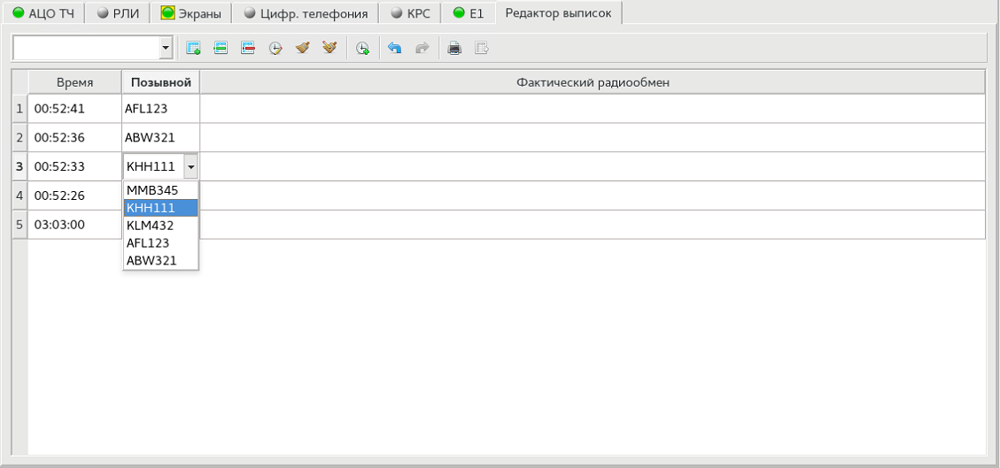 АЦО ТЧ РЛИ Экраны Цифр. телефония КРС E1 Редактор выписок
Время Позывной Фактический радиообмен
1 00:52:41 AFL123
2 00:52:36 ABW321
3 00:52:33 KHH111
4 00:52:26
5 03:03:00
MMB345
KHH111
KLM432
AFL123
ABW321